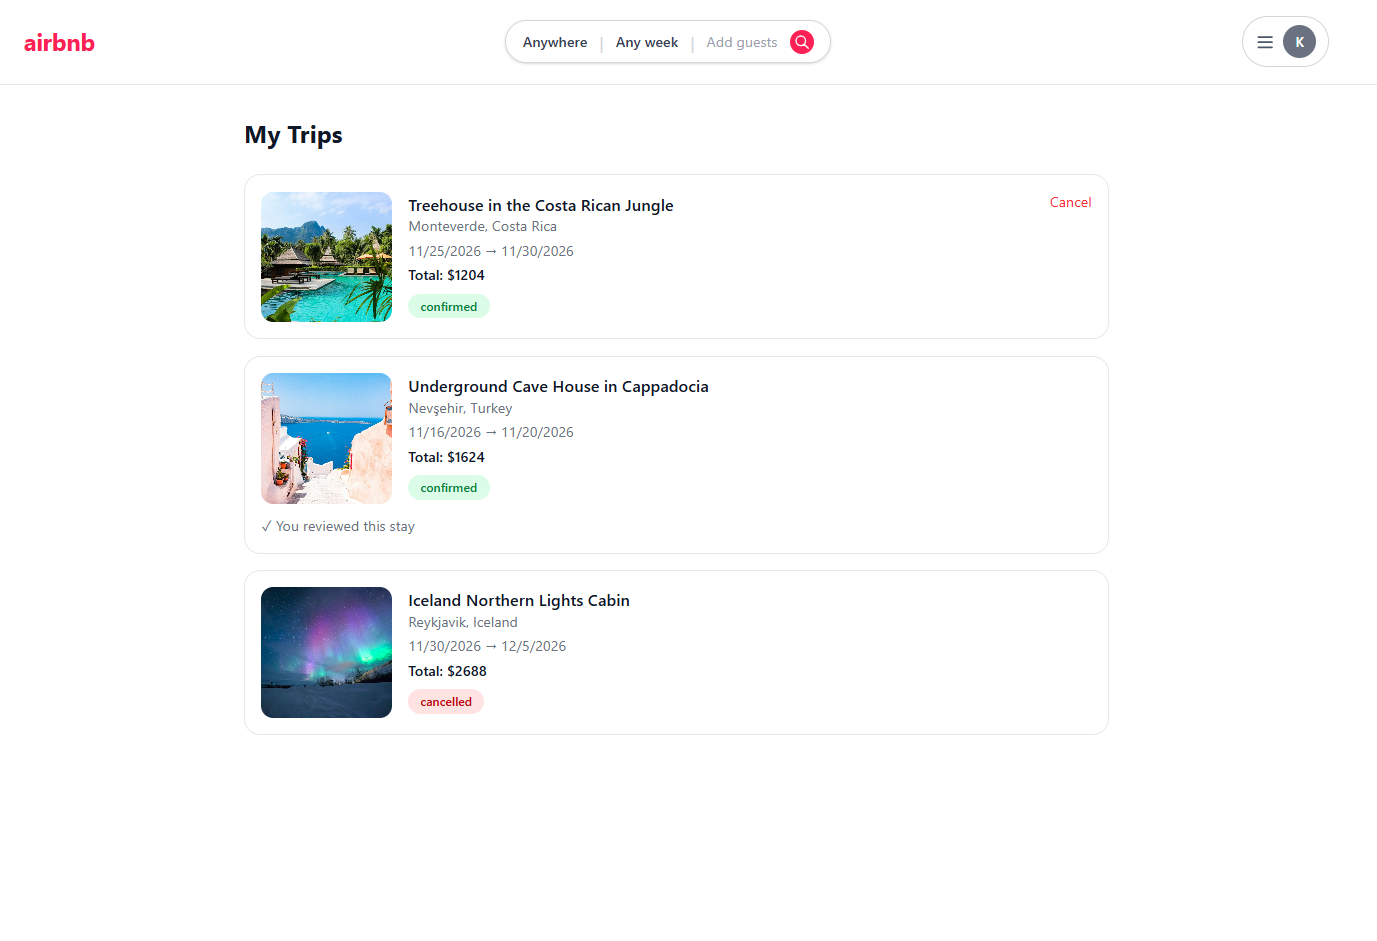 airbnb
Anywhere | Any week | Add guests
K
My Trips
Treehouse in the Costa Rican Jungle
Cancel
Monteverde, Costa Rica
11/25/2026 → 11/30/2026
Total: $1204
confirmed
Underground Cave House in Cappadocia
Nevşehir, Turkey
11/16/2026 → 11/20/2026
Total: $1624
confirmed
✓ You reviewed this stay
Iceland Northern Lights Cabin
Reykjavik, Iceland
11/30/2026 → 12/5/2026
Total: $2688
cancelled